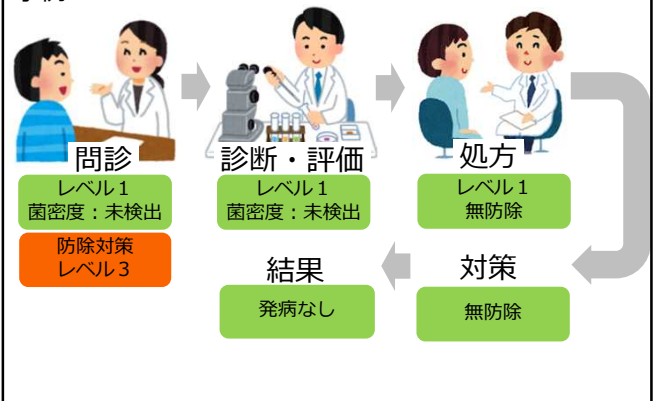 問診
診断・評価
処方
レベル1
菌密度：未検出
レベル1
菌密度：未検出
レベル1
無防除
防除対策
レベル3
結果
対策
発病なし
無防除